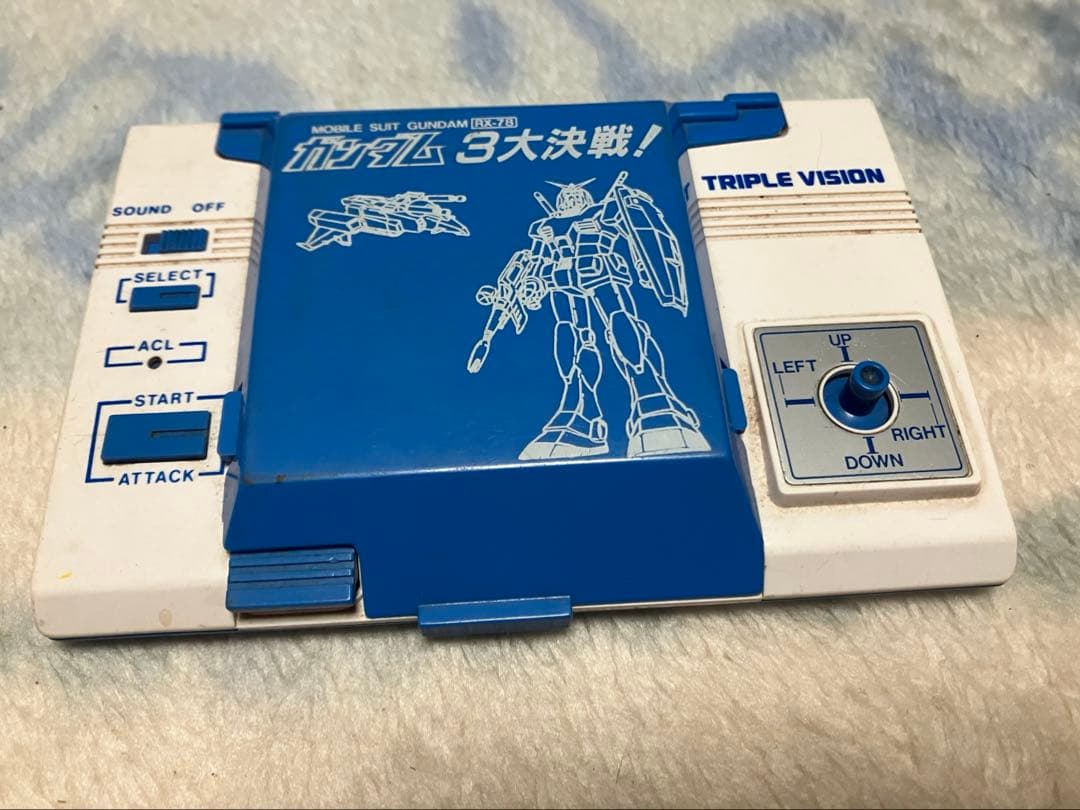 MOBILE SUIT GUNDAM RX-78
ガンダム 3大決戦!
TRIPLE VISION
SOUND OFF
SELECT
ACL
START
ATTACK
UP
LEFT
RIGHT
DOWN